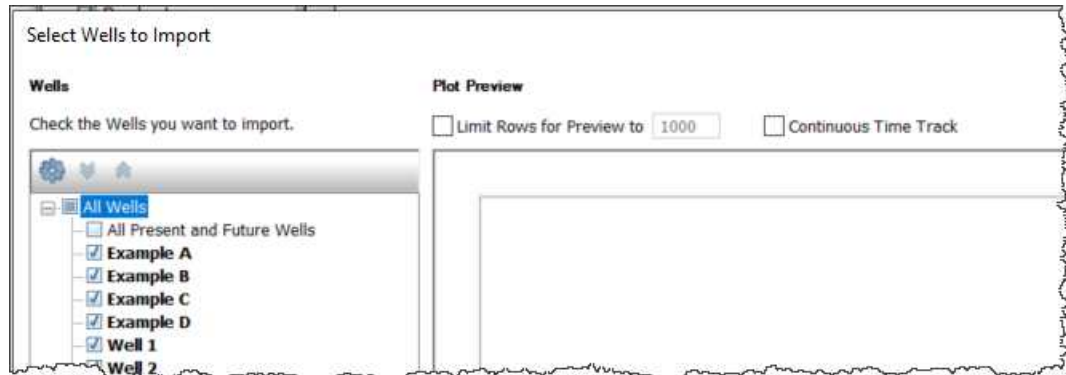 Select Wells to Import
Wells
Check the Wells you want to import.
Plot Preview
Limit Rows for Preview to 1000 Continuous Time Track
All Wells
All Present and Future Wells
Example A
Example B
Example C
Example D
Well 1
Well 2